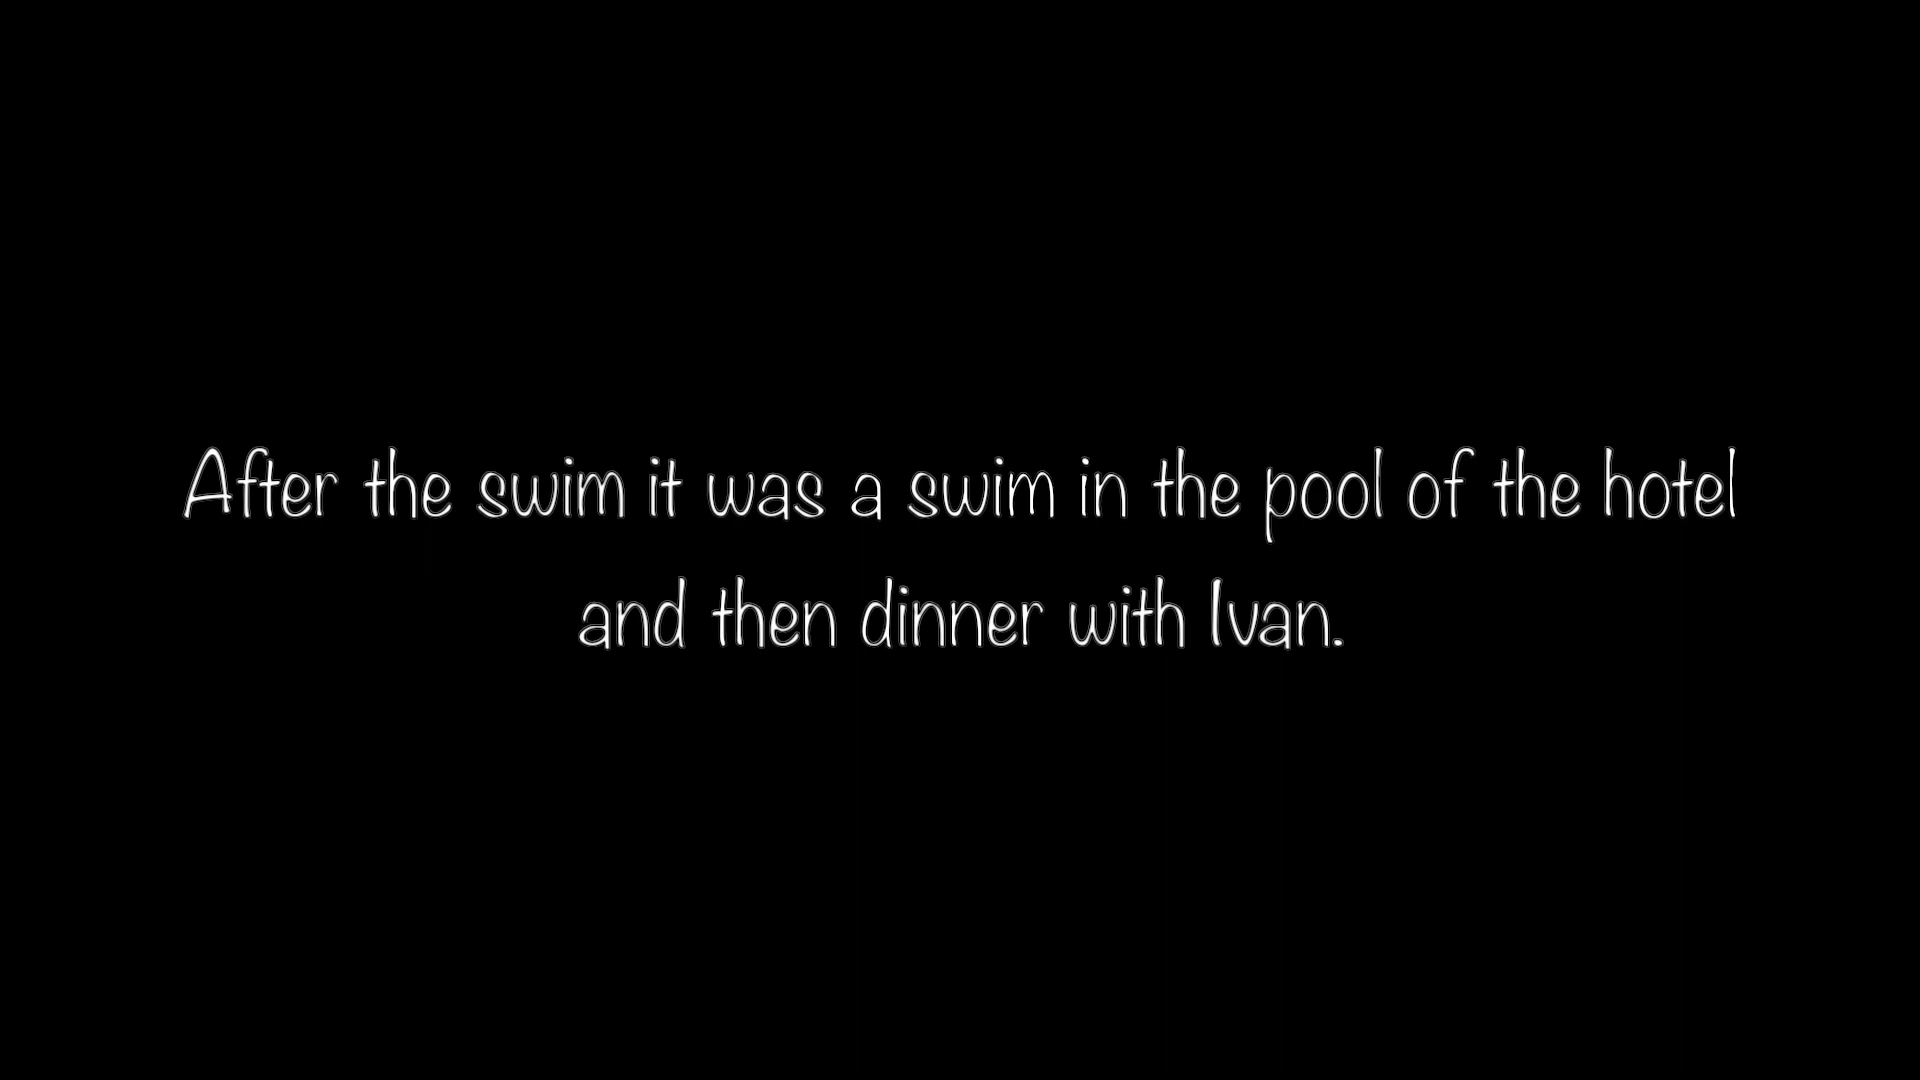 After the swim it was a swim in the pool of the hotel
and then dinner with Ivan.